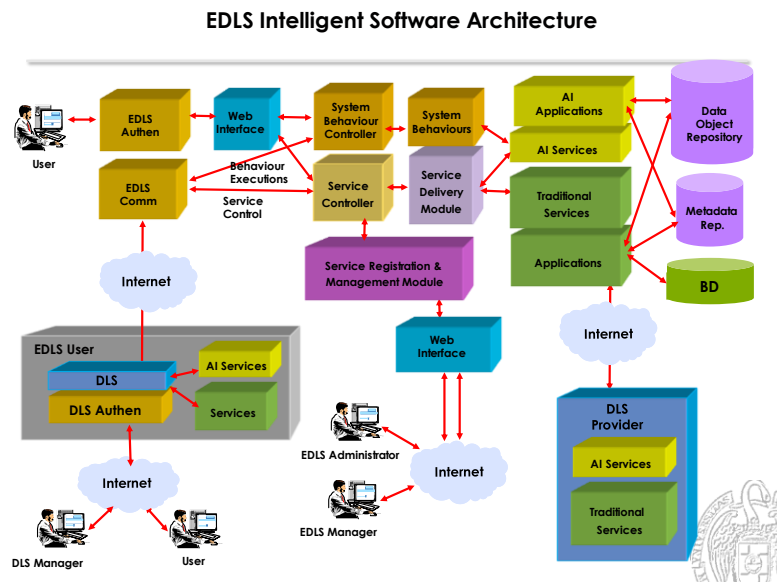 EDLS Intelligent Software Architecture
EDLS
Authen
Web
Interface
System
Behaviour
Controller
System
Behaviours
AI
Applications
Data
Object
Repository
User
AI Services
EDLS
Comm
Behaviour
Executions
Service
Control
Service
Controller
Service
Delivery
Module
Traditional
Services
Metadata
Rep.
Service Registration &
Management Module
Applications
BD
Internet
Web
Interface
Internet
EDLS User
DLS
AI Services
DLS Authen
Services
DLS
Provider
AI Services
Traditional
Services
EDLS Administrator
Internet
EDLS Manager
Internet
DLS Manager
User